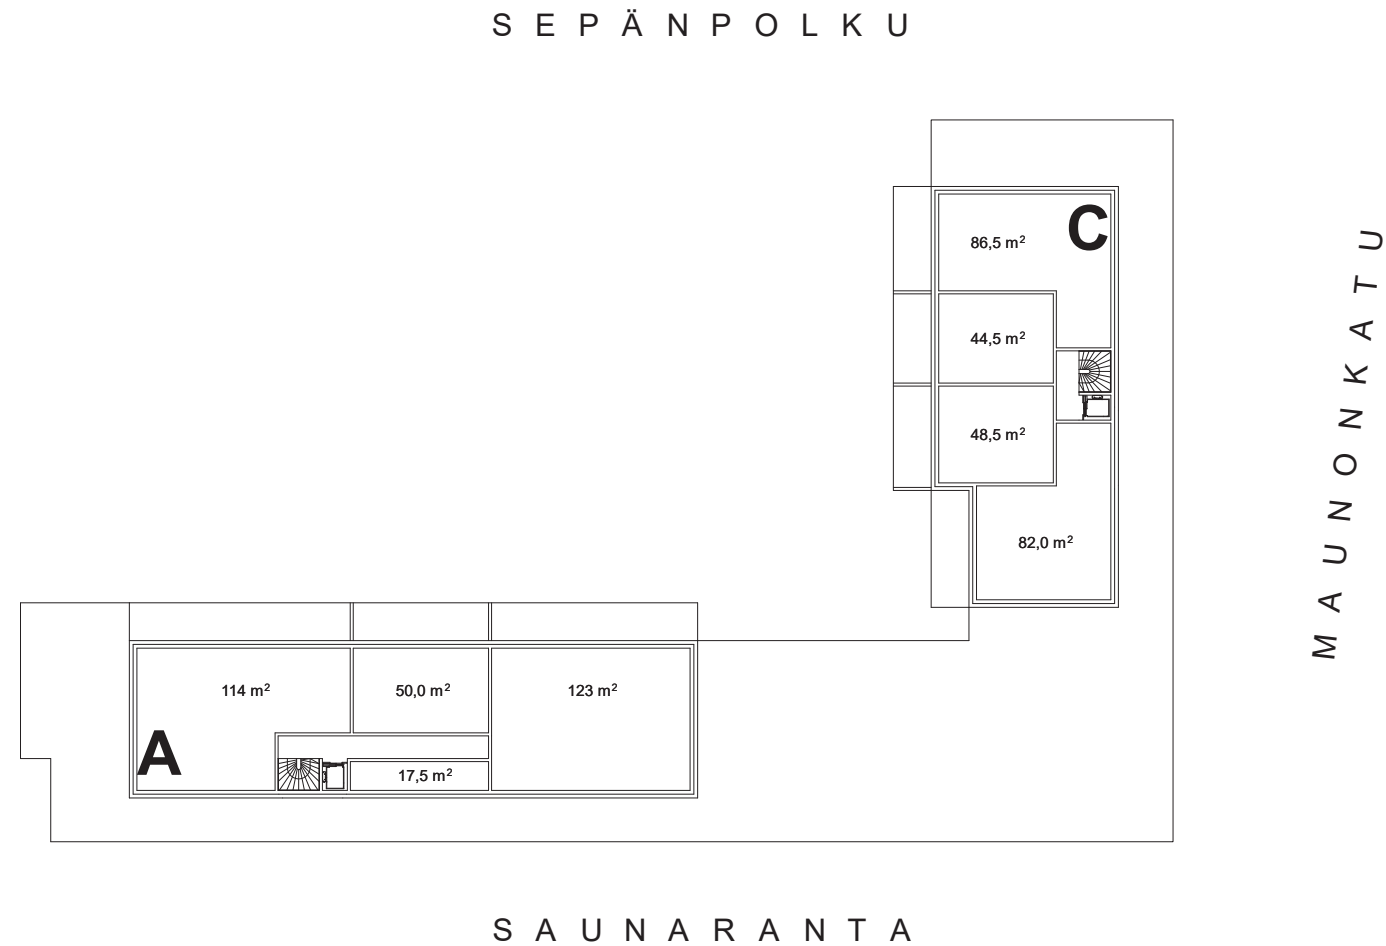 SEPÄNPOLKU
C
86,5 m²
44,5 m²
48,5 m²
82,0 m²
MAUNONKATU
114 m²
50,0 m²
123 m²
A
17,5 m²
SAUNARANTA